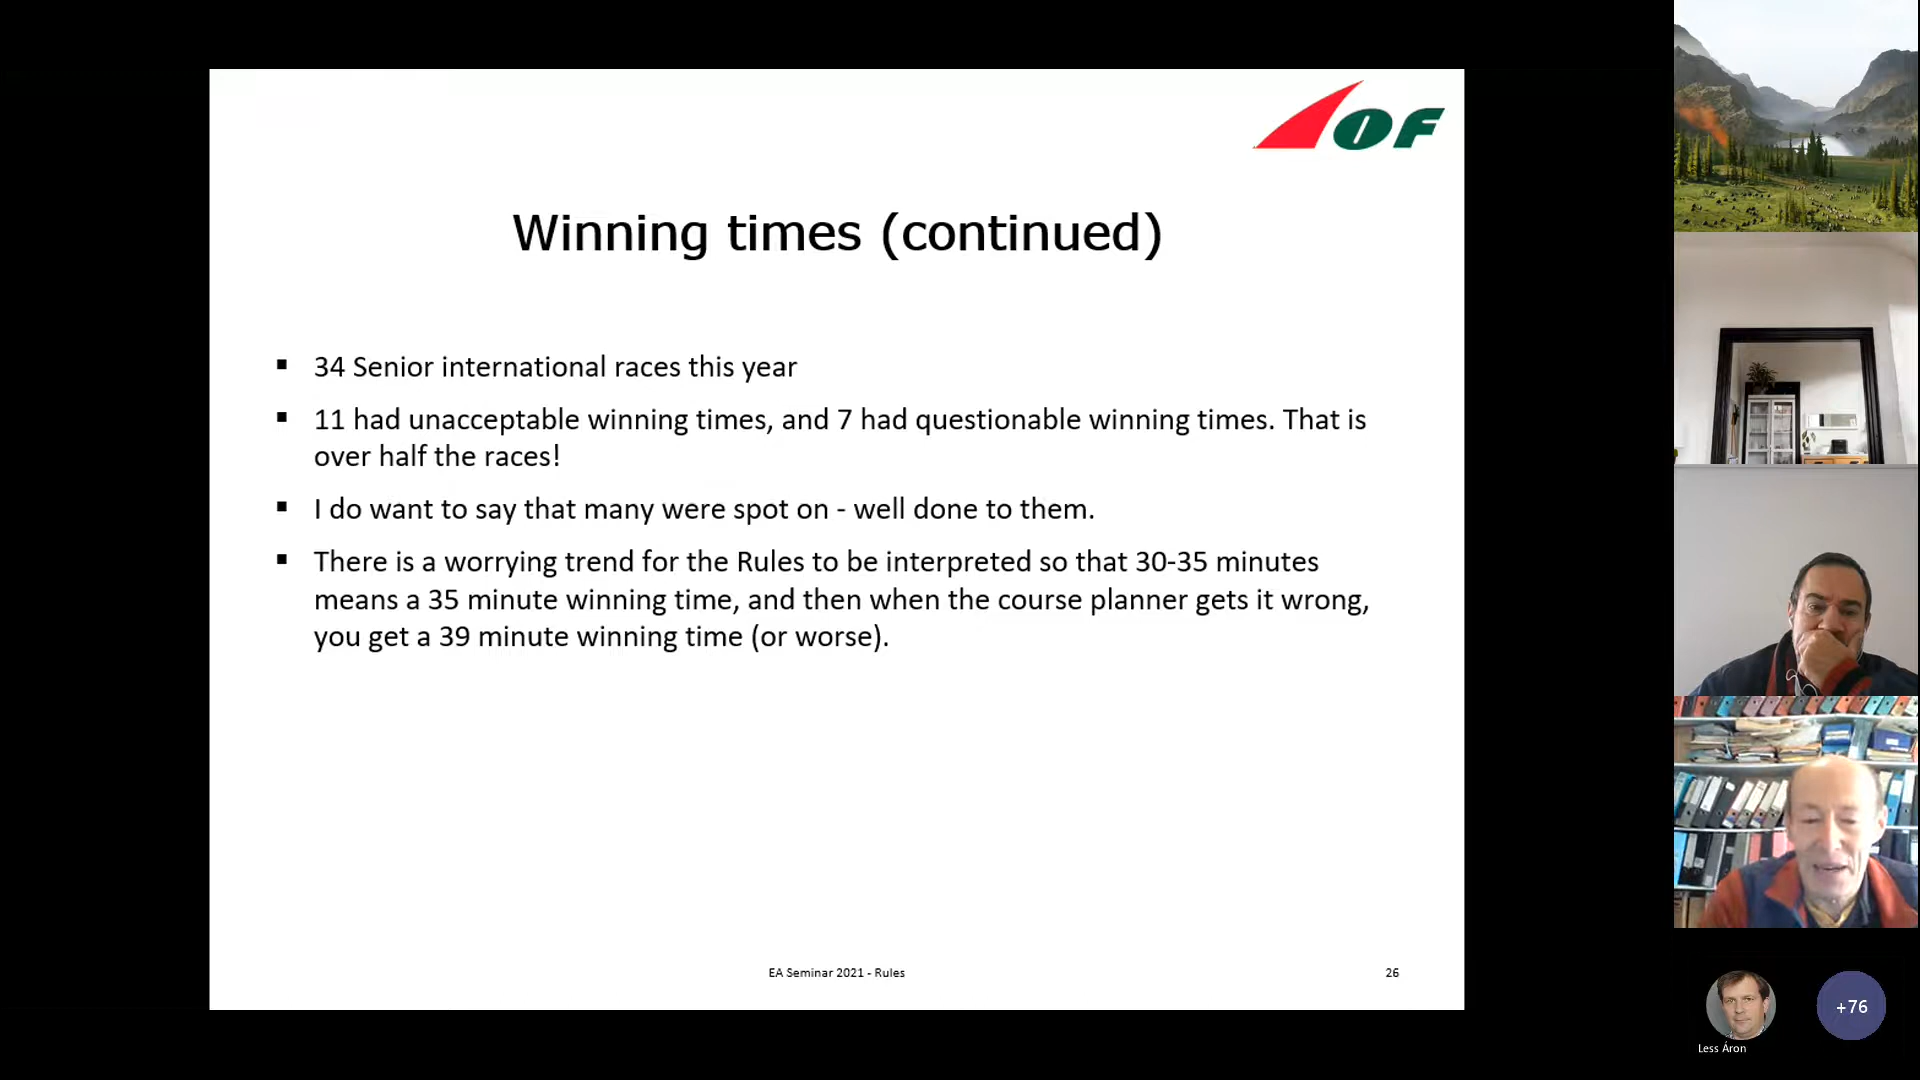 IOF
Winning times (continued)
▪ 34 Senior international races this year
▪ 11 had unacceptable winning times, and 7 had questionable winning times. That is
over half the races!
▪ I do want to say that many were spot on - well done to them.
▪ There is a worrying trend for the Rules to be interpreted so that 30-35 minutes
means a 35 minute winning time, and then when the course planner gets it wrong,
you get a 39 minute winning time (or worse).
EA Seminar 2021 - Rules
26
+76
Less Áron